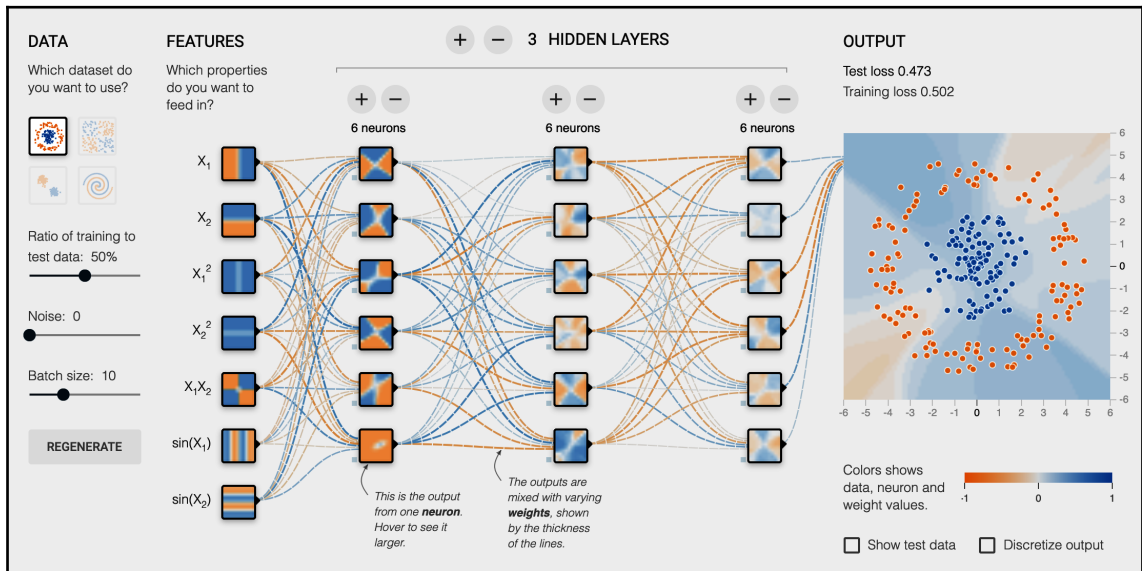 DATA
Which dataset do
you want to use?
Ratio of training to
test data: 50%
Noise: 0
Batch size: 10
REGENERATE
FEATURES
Which properties
do you want to
feed in?
X1
X2
X1²
X2²
X1X2
sin(X1)
sin(X2)
+ − 3 HIDDEN LAYERS
+ −
6 neurons
+ −
6 neurons
+ −
6 neurons
This is the output
from one neuron.
Hover to see it
larger.
The outputs are
mixed with varying
weights, shown
by the thickness
of the lines.
OUTPUT
Test loss 0.473
Training loss 0.502
6
5
4
3
2
1
0
-1
-2
-3
-4
-5
-6
-6 -5 -4 -3 -2 -1 0 1 2 3 4 5 6
Colors shows
data, neuron and
weight values.
-1 0 1
Show test data
Discretize output